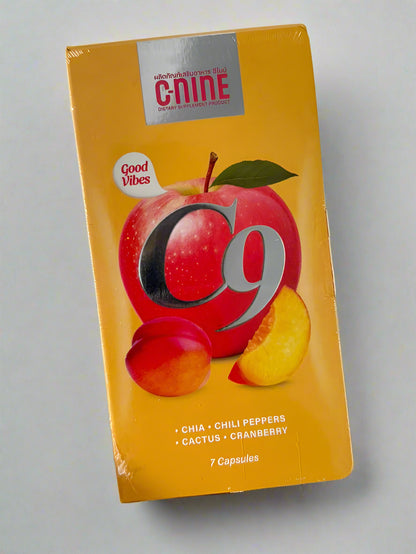 ผลิตภัณฑ์เสริมอาหาร ซีไนน์
C-NINE
DIETARY SUPPLEMENT PRODUCT
Good
Vibes
C9
• CHIA • CHILI PEPPERS
• CACTUS • CRANBERRY
7 Capsules